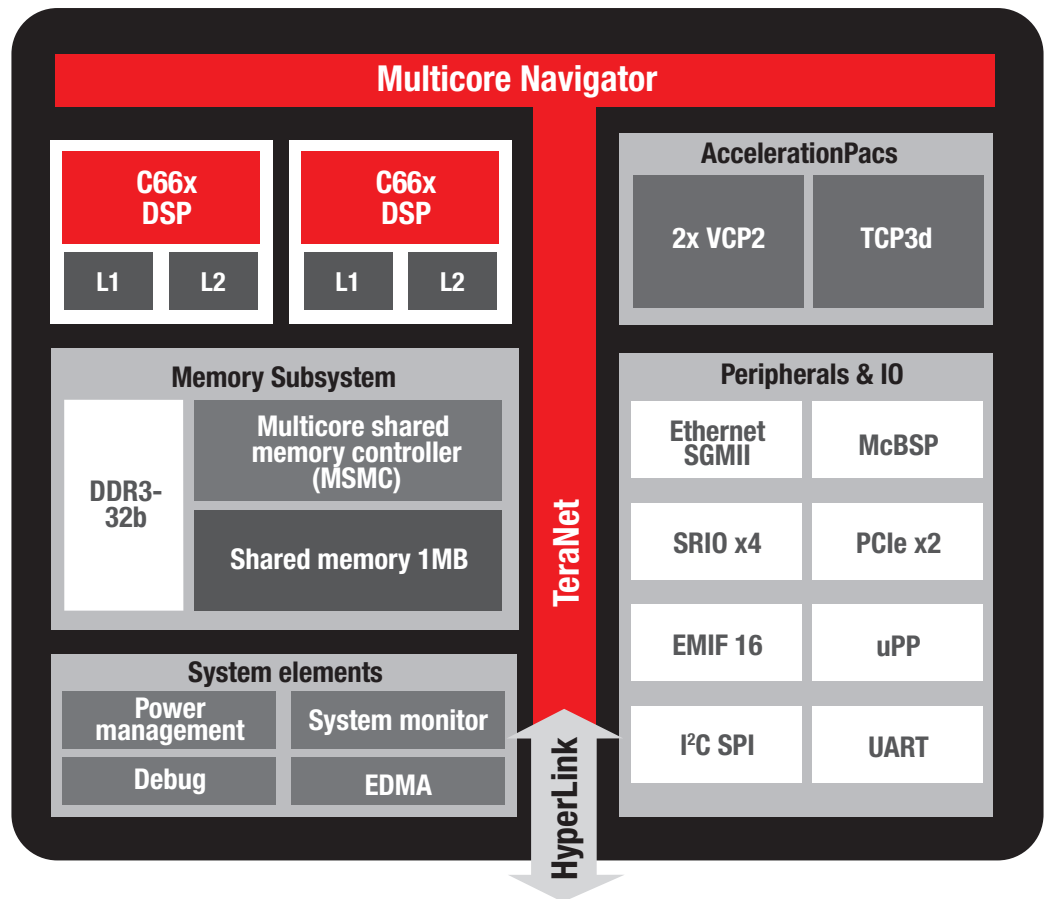 Multicore Navigator
C66x
DSP
L1
L2
C66x
DSP
L1
L2
Memory Subsystem
DDR3-
32b
Multicore shared
memory controller
(MSMC)
Shared memory 1MB
System elements
Power
management
System monitor
Debug
EDMA
TeraNet
HyperLink
AccelerationPacs
2x VCP2
TCP3d
Peripherals & IO
Ethernet
SGMII
McBSP
SRIO x4
PCIe x2
EMIF 16
uPP
I²C SPI
UART